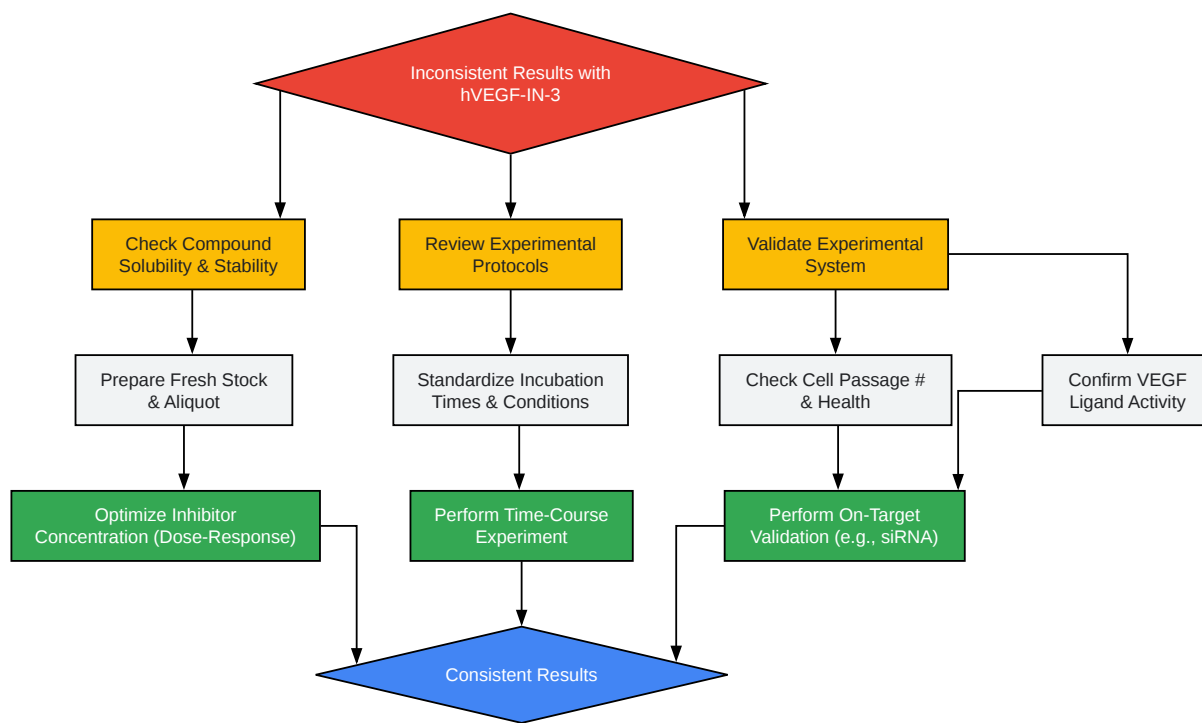 Inconsistent Results with
hVEGF-IN-3
Check Compound
Solubility & Stability
Review Experimental
Protocols
Validate Experimental
System
Prepare Fresh Stock
& Aliquot
Standardize Incubation
Times & Conditions
Check Cell Passage #
& Health
Confirm VEGF
Ligand Activity
Optimize Inhibitor
Concentration (Dose-Response)
Perform Time-Course
Experiment
Perform On-Target
Validation (e.g., siRNA)
Consistent Results